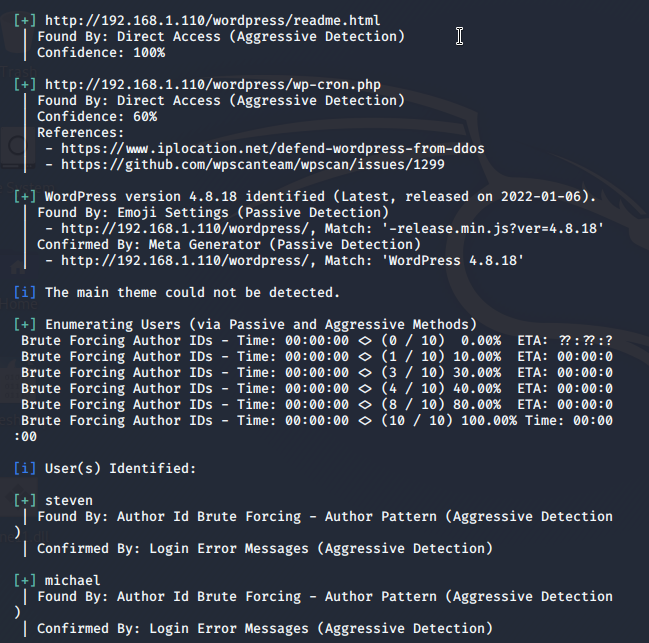 [+] http://192.168.1.110/wordpress/readme.html
| Found By: Direct Access (Aggressive Detection)
| Confidence: 100%
[+] http://192.168.1.110/wordpress/wp-cron.php
| Found By: Direct Access (Aggressive Detection)
| Confidence: 60%
| References:
|  - https://www.iplocation.net/defend-wordpress-from-ddos
|  - https://github.com/wpscanteam/wpscan/issues/1299
[+] WordPress version 4.8.18 identified (Latest, released on 2022-01-06).
| Found By: Emoji Settings (Passive Detection)
|  - http://192.168.1.110/wordpress/, Match: '-release.min.js?ver=4.8.18'
| Confirmed By: Meta Generator (Passive Detection)
|  - http://192.168.1.110/wordpress/, Match: 'WordPress 4.8.18'
[i] The main theme could not be detected.
[+] Enumerating Users (via Passive and Aggressive Methods)
Brute Forcing Author IDs - Time: 00:00:00 <> (0 / 10)  0.00%  ETA: ??:??:?
Brute Forcing Author IDs - Time: 00:00:00 <> (1 / 10) 10.00%  ETA: 00:00:0
Brute Forcing Author IDs - Time: 00:00:00 <> (3 / 10) 30.00%  ETA: 00:00:0
Brute Forcing Author IDs - Time: 00:00:00 <> (4 / 10) 40.00%  ETA: 00:00:0
Brute Forcing Author IDs - Time: 00:00:00 <> (8 / 10) 80.00%  ETA: 00:00:0
Brute Forcing Author IDs - Time: 00:00:00 <> (10 / 10) 100.00% Time: 00:00
:00
[i] User(s) Identified:
[+] steven
| Found By: Author Id Brute Forcing - Author Pattern (Aggressive Detection
)
| Confirmed By: Login Error Messages (Aggressive Detection)
[+] michael
| Found By: Author Id Brute Forcing - Author Pattern (Aggressive Detection
)
| Confirmed By: Login Error Messages (Aggressive Detection)